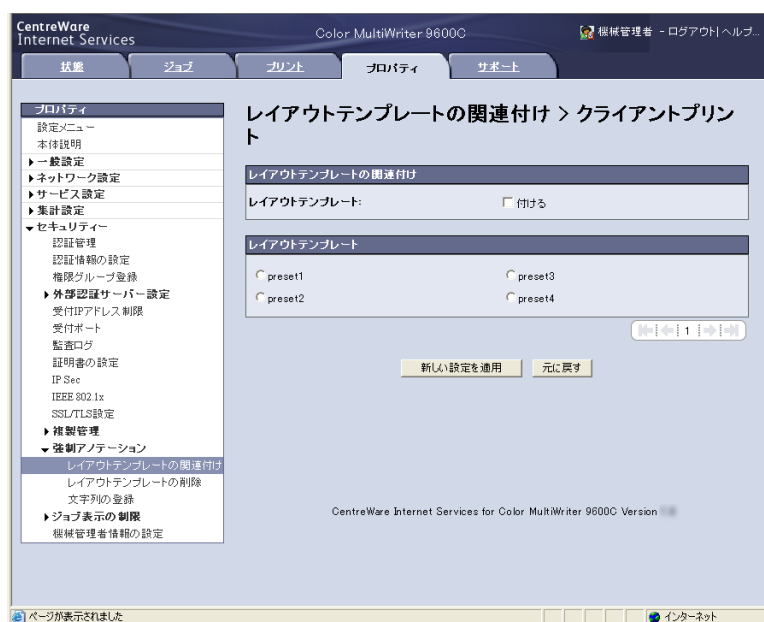 CentreWare
Internet Services
Color MultiWriter 9600C
機械管理者 - ログアウト| ヘルプ...
状態
ジョブ
プリント
プロパティ
サポート
プロパティ
設定メニュー
本体説明
一般設定
ネットワーク設定
サービス設定
集計設定
セキュリティー
認証管理
認証情報の設定
権限グループ登録
外部認証サーバー設定
受付IPアドレス制限
受付ポート
監査ログ
証明書の設定
IP Sec
IEEE 802.1x
SSL/TLS設定
複製管理
強制アノテーション
レイアウトテンプレートの関連付け
レイアウトテンプレートの削除
文字列の登録
ジョブ表示の制限
機械管理者情報の設定
レイアウトテンプレートの関連付け > クライアントプリン
ト
レイアウトテンプレートの関連付け
レイアウトテンプレート: 付ける
レイアウトテンプレート
preset1 preset3
preset2 preset4
1
新しい設定を適用 元に戻す
CentreWare Internet Services for Color MultiWriter 9600C Version
ページが表示されました
インターネット